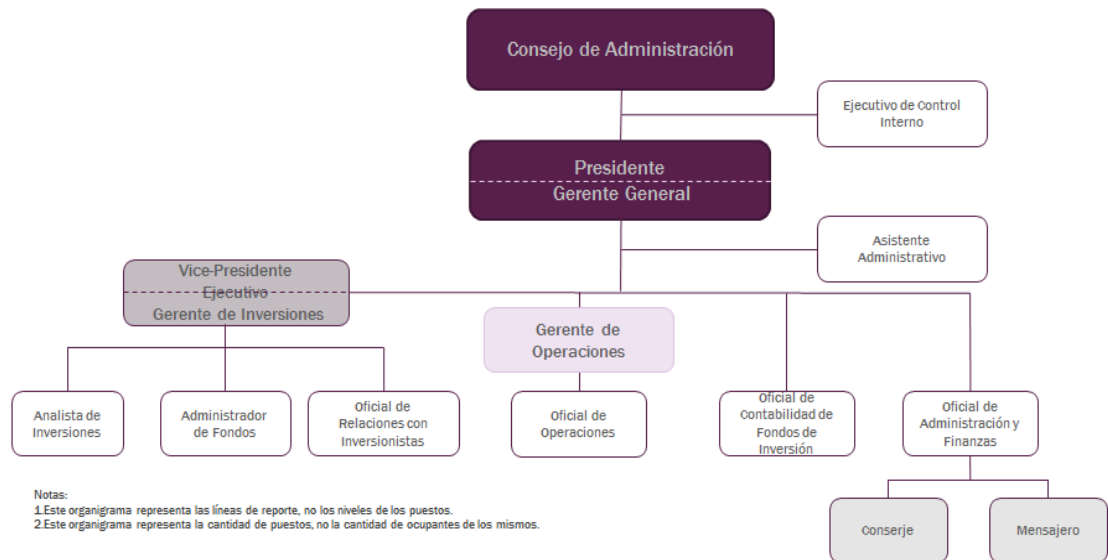 Consejo de Administración
Ejecutivo de Control
Interno
Presidente
Gerente General
Asistente
Administrativo
Vice-Presidente
Ejecutivo
Gerente de Inversiones
Gerente de
Operaciones
Analista de
Inversiones
Administrador
de Fondos
Oficial de
Relaciones con
Inversionistas
Oficial de
Operaciones
Oficial de
Contabilidad de
Fondos de
Inversión
Oficial de
Administración y
Finanzas
Conserje
Mensajero
Notas:
1.Este organigrama representa las líneas de reporte, no los niveles de los puestos.
2.Este organigrama representa la cantidad de puestos, no la cantidad de ocupantes de los mismos.